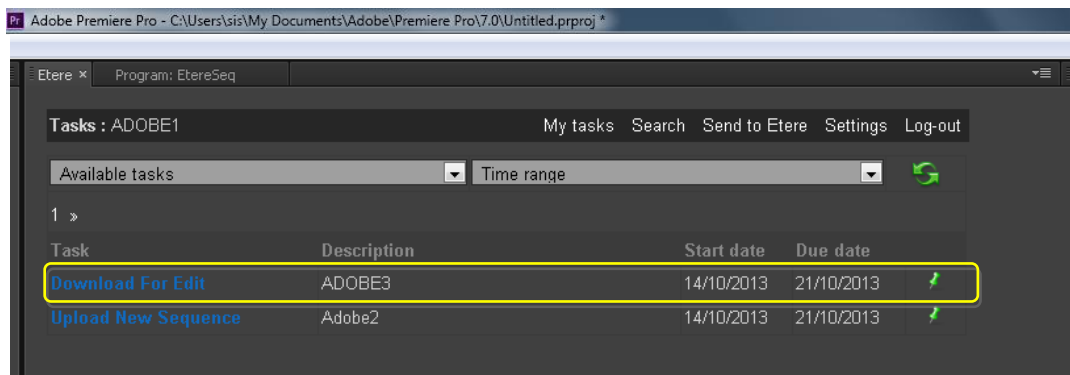 Pr Adobe Premiere Pro - C:\Users\sis\My Documents\Adobe\Premiere Pro\7.0\Untitled.prproj *
Etere × Program: EtereSeq
Tasks : ADOBE1 My tasks Search Send to Etere Settings Log-out
Available tasks Time range
1 »
Task Description Start date Due date
Download For Edit ADOBE3 14/10/2013 21/10/2013
Upload New Sequence Adobe2 14/10/2013 21/10/2013